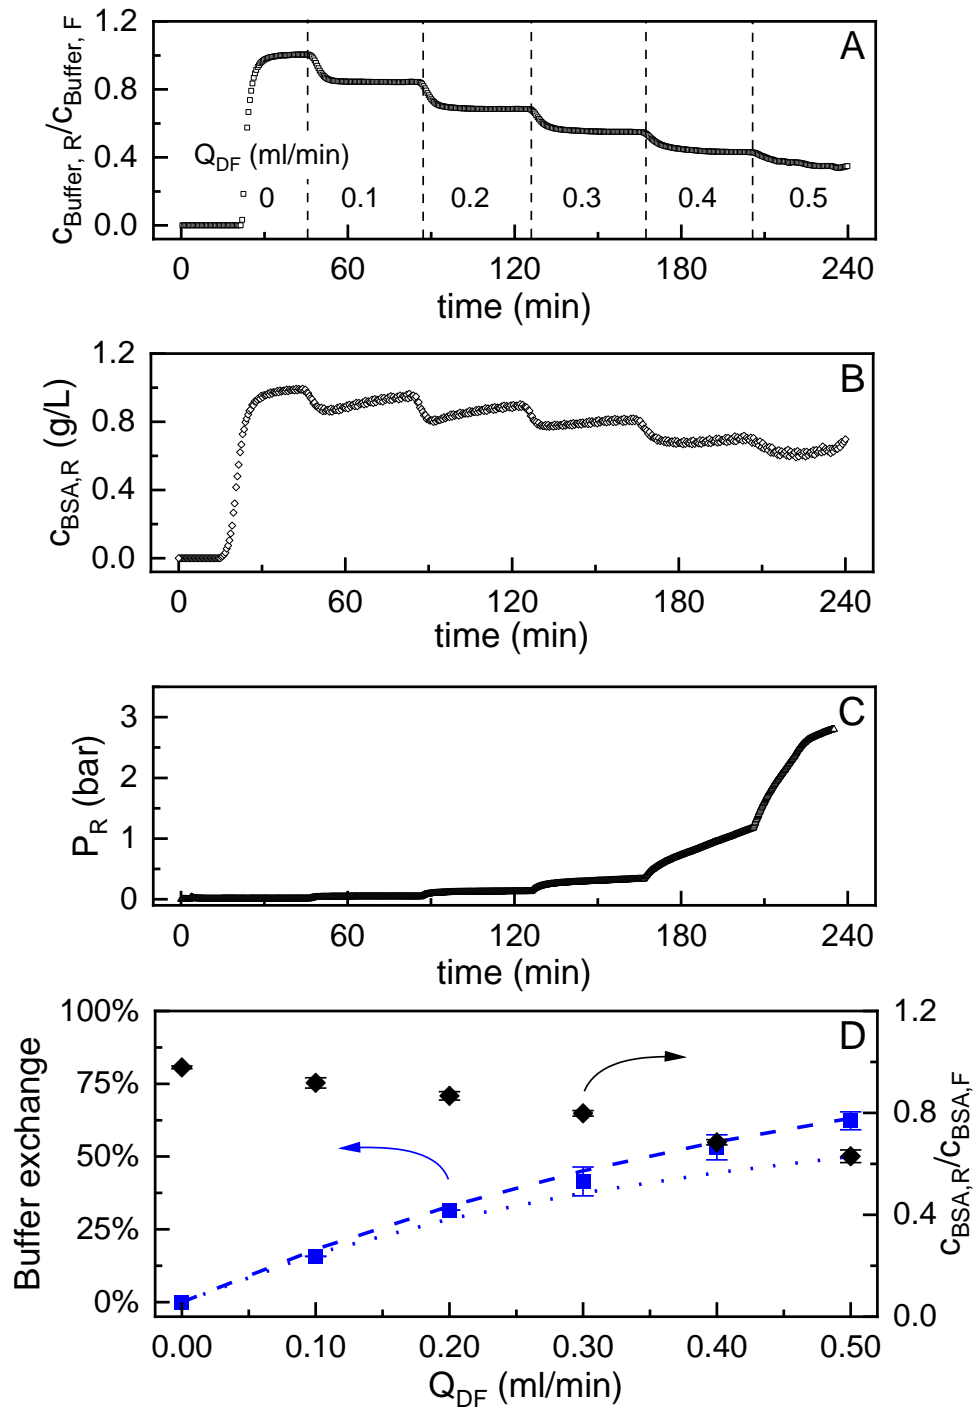 A
c_Buffer, R/c_Buffer, F
1.2
0.8
0.4
0.0
Q_DF (ml/min)
0 0.1 0.2 0.3 0.4 0.5
0 60 120 180 240
time (min)
B
c_BSA,R (g/L)
1.2
0.8
0.4
0.0
0 60 120 180 240
time (min)
C
P_R (bar)
3
2
1
0
0 60 120 180 240
time (min)
D
Buffer exchange
100%
75%
50%
25%
0%
1.2
0.8
0.4
0.0
c_BSA,R/c_BSA,F
0.00 0.10 0.20 0.30 0.40 0.50
Q_DF (ml/min)